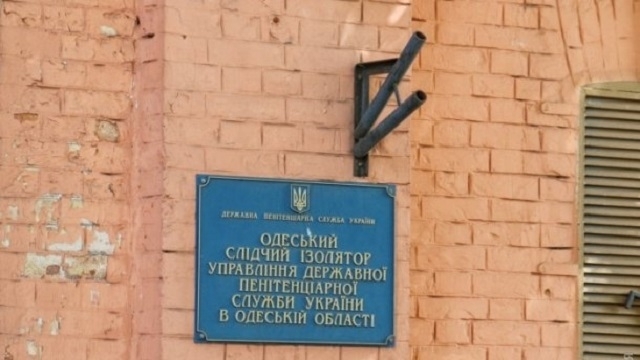 ДЕРЖАВНА ПЕНІТЕНЦІАРНА СЛУЖБА УКРАЇНИ
ОДЕСЬКИЙ
СЛІДЧИЙ ІЗОЛЯТОР
УПРАВЛІННЯ ДЕРЖАВНОЇ
ПЕНІТЕНЦІАРНОЇ
СЛУЖБИ УКРАЇНИ
В ОДЕСЬКІЙ ОБЛАСТІ